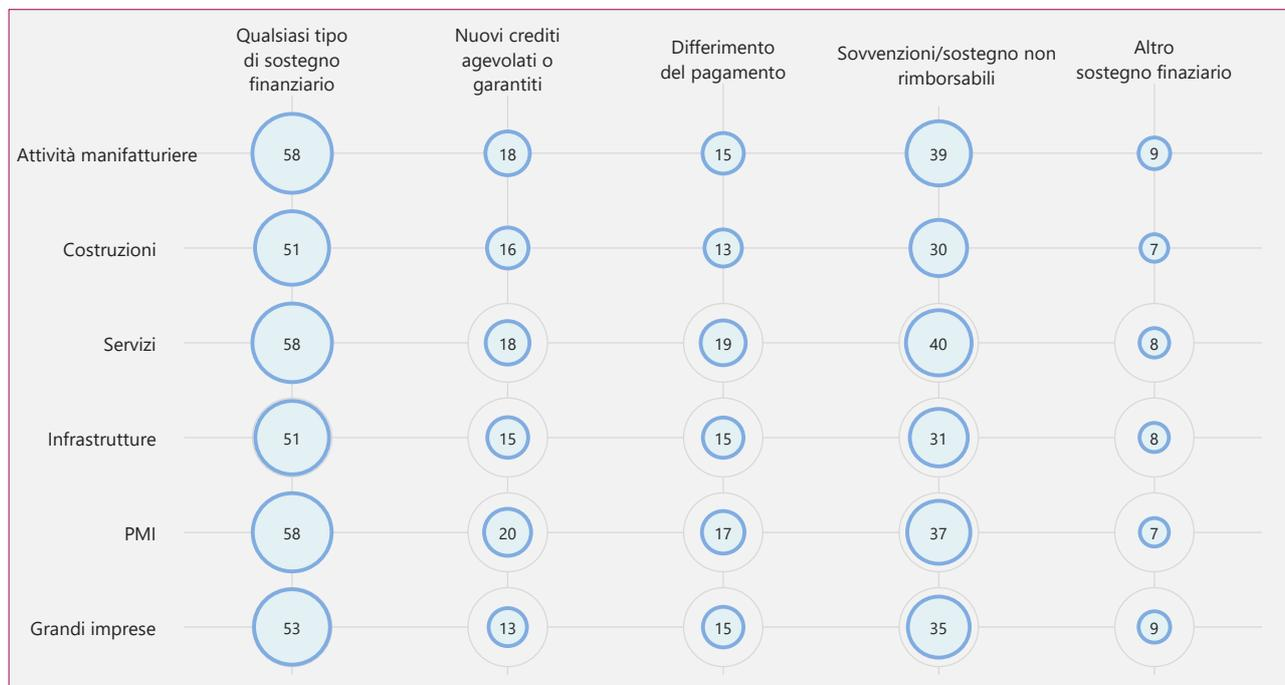 Qualsiasi tipo
di sostegno
finanziario
Nuovi crediti
agevolati o
garantiti
Differimento
del pagamento
Sovvenzioni/sostegno non
rimborsabili
Altro
sostegno finaziario
Attività manifatturiere 58 18 15 39 9
Costruzioni 51 16 13 30 7
Servizi 58 18 19 40 8
Infrastrutture 51 15 15 31 8
PMI 58 20 17 37 7
Grandi imprese 53 13 15 35 9